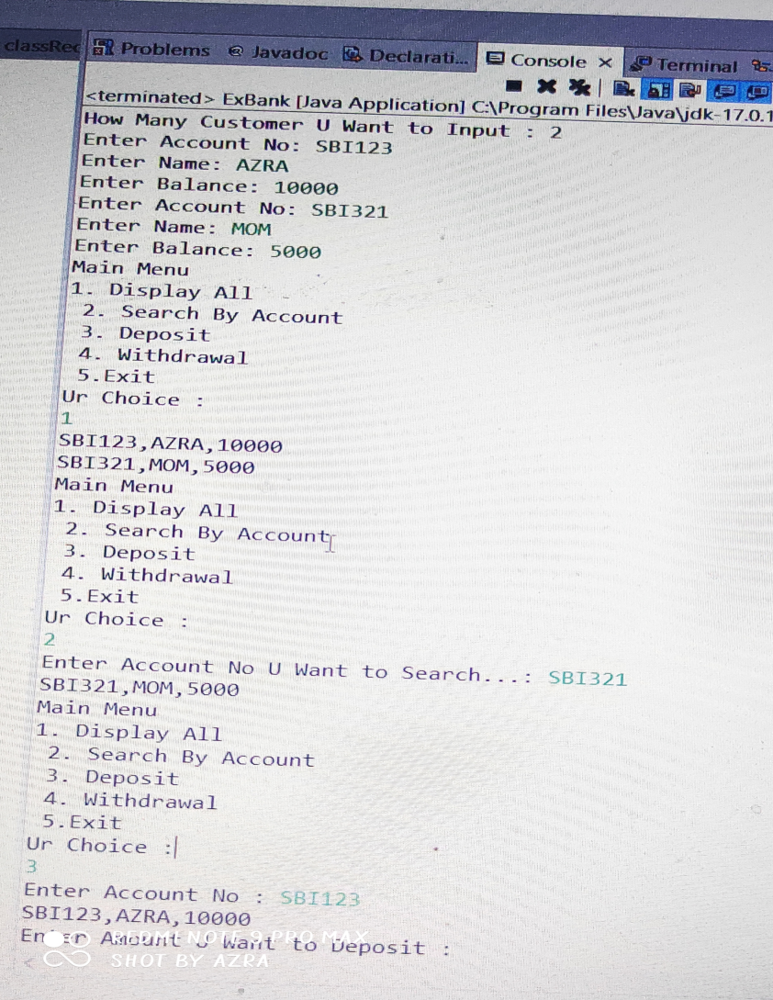 classRec
Problems @ Javadoc Declarati... Console × Terminal
<terminated> ExBank [Java Application] C:\Program Files\Java\jdk-17.0.1
How Many Customer U Want to Input : 2
Enter Account No: SBI123
Enter Name: AZRA
Enter Balance: 10000
Enter Account No: SBI321
Enter Name: MOM
Enter Balance: 5000
Main Menu
1. Display All
2. Search By Account
3. Deposit
4. Withdrawal
5.Exit
Ur Choice :
1
SBI123,AZRA,10000
SBI321,MOM,5000
Main Menu
1. Display All
2. Search By Account
3. Deposit
4. Withdrawal
5.Exit
Ur Choice :
2
Enter Account No U Want to Search...: SBI321
SBI321,MOM,5000
Main Menu
1. Display All
2. Search By Account
3. Deposit
4. Withdrawal
5.Exit
Ur Choice :
3
Enter Account No : SBI123
SBI123,AZRA,10000
Enter Amount U Want to Deposit :
REDMI NOTE 9 PRO MAX
SHOT BY AZRA